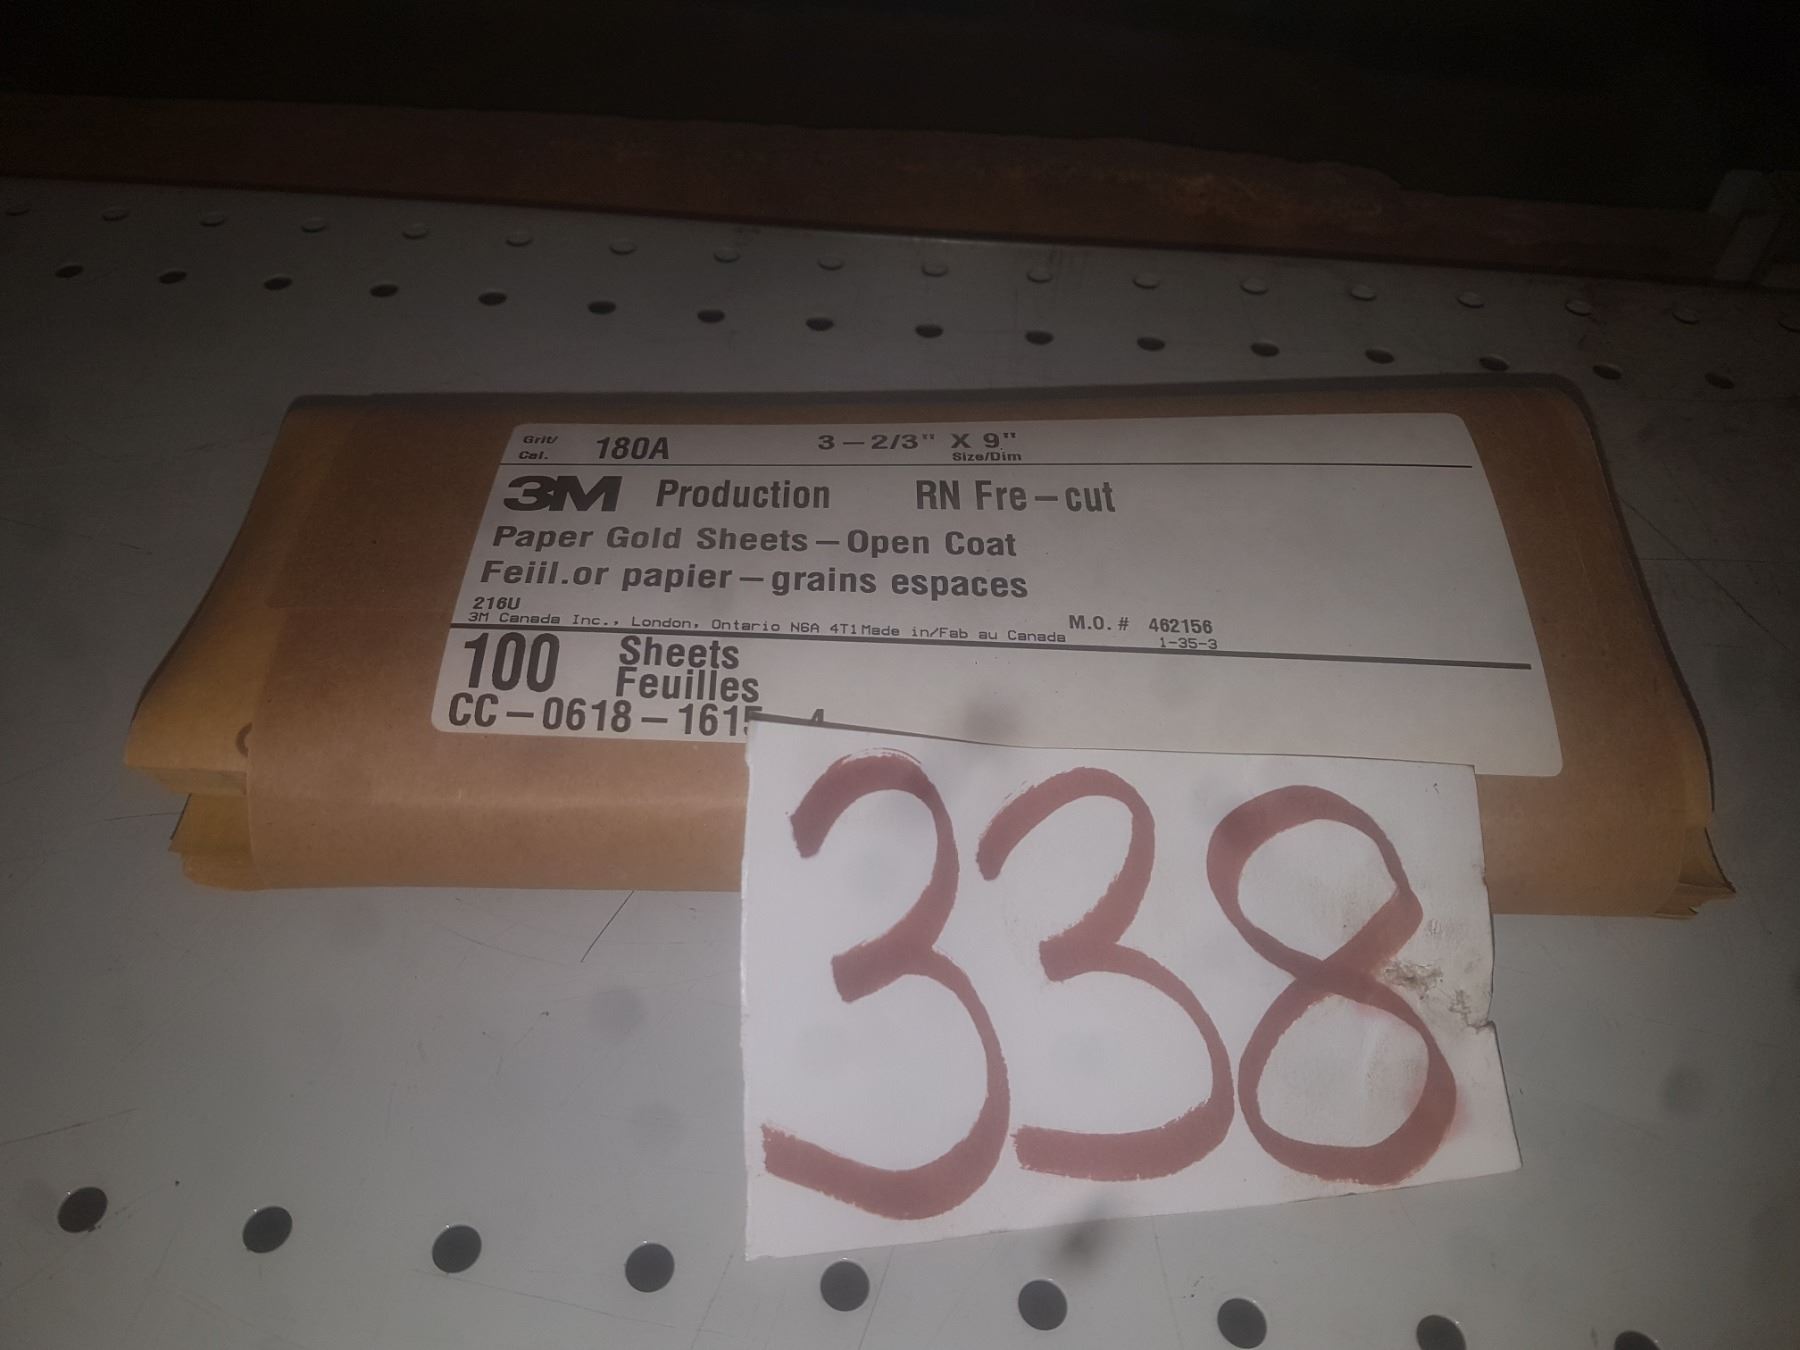 Grit/ Cal. 180A 3-2/3" X 9"
Size/Dim
3M Production RN Fre-cut
Paper Gold Sheets-Open Coat
Feiil.or papier-grains espaces
216U
3M Canada Inc., London, Ontario N6A 4T1 Made in/Fab au Canada M.O. # 462156
1-35-3
100 Sheets
Feuilles
CC-0618-1615 4
338